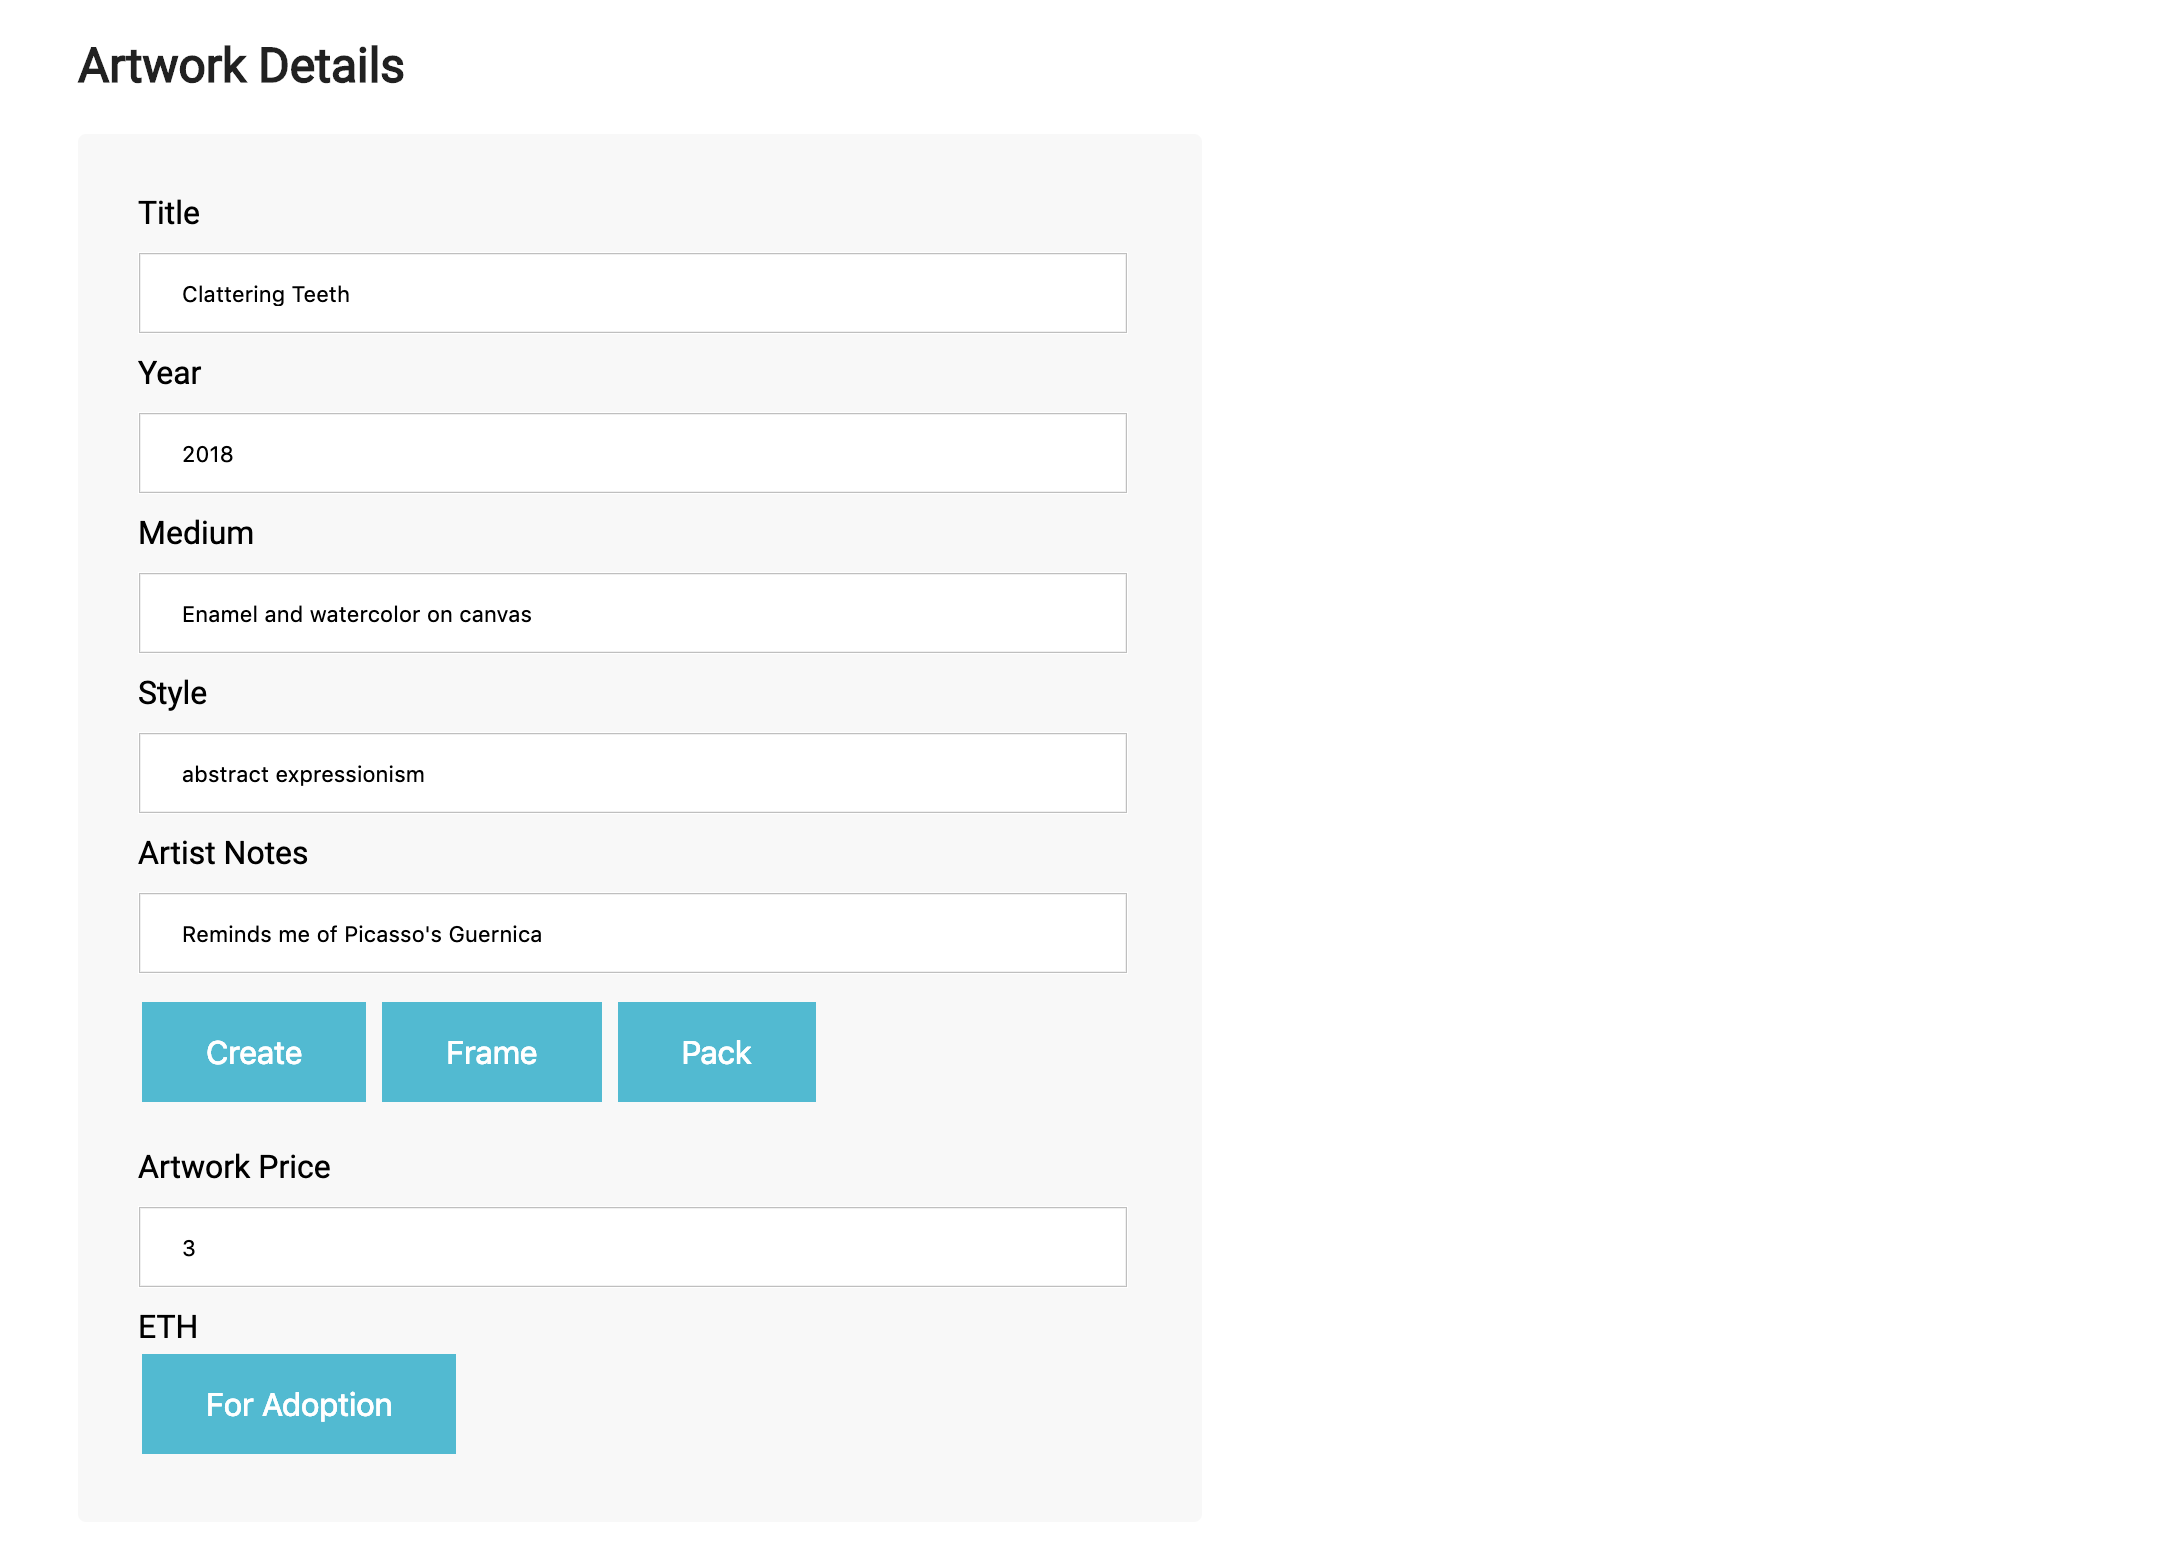 Artwork Details
Title
Clattering Teeth
Year
2018
Medium
Enamel and watercolor on canvas
Style
abstract expressionism
Artist Notes
Reminds me of Picasso's Guernica
Create Frame Pack
Artwork Price
3
ETH
For Adoption